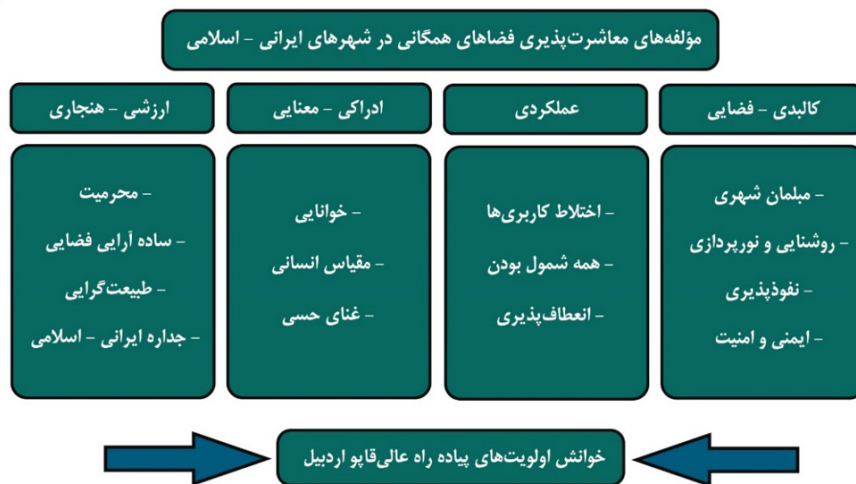 مؤلفه‌های معاشرت‌پذیری فضاهای همگانی در شهرهای ایرانی – اسلامی
کالبدی – فضایی
– مبلمان شهری
– روشنایی و نورپردازی
– نفوذپذیری
– ایمنی و امنیت
عملکردی
– اختلاط کاربری‌ها
– همه شمول بودن
– انعطاف‌پذیری
ادراکی – معنایی
– خوانایی
– مقیاس انسانی
– غنای حسی
ارزشی – هنجاری
– محرمیت
– ساده آرایی فضایی
– طبیعت‌گرایی
– جداره ایرانی – اسلامی
خوانش اولویت‌های پیاده راه عالی‌قاپو اردبیل